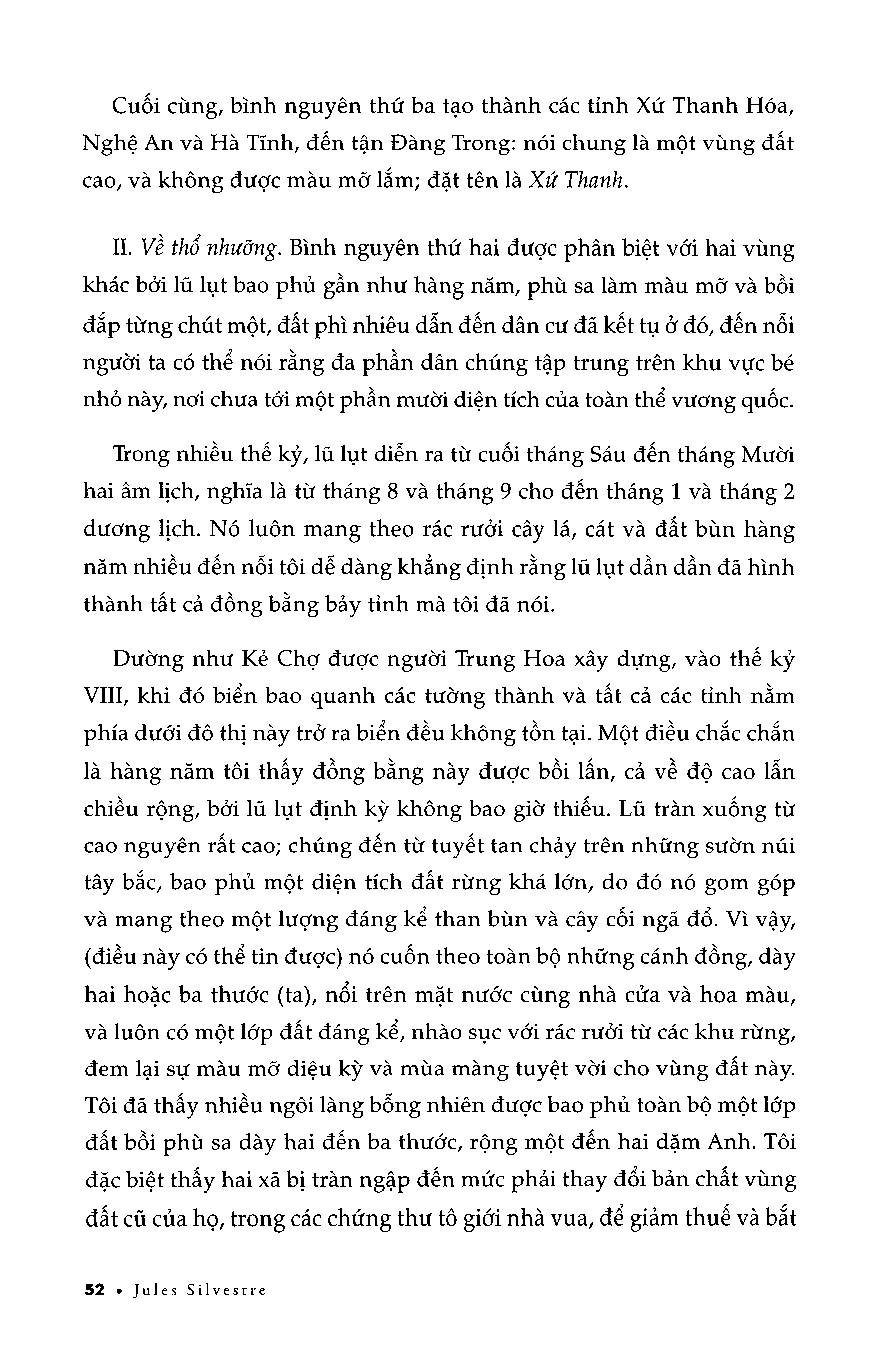 Cuối cùng, bình nguyên thứ ba tạo thành các tỉnh Xứ Thanh Hóa,
Nghệ An và Hà Tĩnh, đến tận Đàng Trong: nói chung là một vùng đất
cao, và không được màu mỡ lắm; đặt tên là Xứ Thanh.
II. Về thổ nhưỡng. Bình nguyên thứ hai được phân biệt với hai vùng
khác bởi lũ lụt bao phủ gần như hàng năm, phù sa làm màu mỡ và bồi
đắp từng chút một, đất phì nhiêu dẫn đến dân cư đã kết tụ ở đó, đến nỗi
người ta có thể nói rằng đa phần dân chúng tập trung trên khu vực bé
nhỏ này, nơi chưa tới một phần mười diện tích của toàn thể vương quốc.
Trong nhiều thế kỷ, lũ lụt diễn ra từ cuối tháng Sáu đến tháng Mười
hai âm lịch, nghĩa là từ tháng 8 và tháng 9 cho đến tháng 1 và tháng 2
dương lịch. Nó luôn mang theo rác rưởi cây lá, cát và đất bùn hàng
năm nhiều đến nỗi tôi dễ dàng khẳng định rằng lũ lụt dần dần đã hình
thành tất cả đồng bằng bảy tỉnh mà tôi đã nói.
Dường như Kẻ Chợ được người Trung Hoa xây dựng, vào thế kỷ
VIII, khi đó biển bao quanh các tường thành và tất cả các tỉnh nằm
phía dưới đô thị này trở ra biển đều không tồn tại. Một điều chắc chắn
là hàng năm tôi thấy đồng bằng này được bồi lấn, cả về độ cao lẫn
chiều rộng, bởi lũ lụt định kỳ không bao giờ thiếu. Lũ tràn xuống từ
cao nguyên rất cao; chúng đến từ tuyết tan chảy trên những sườn núi
tây bắc, bao phủ một diện tích đất rừng khá lớn, do đó nó gom góp
và mang theo một lượng đáng kể than bùn và cây cối ngã đổ. Vì vậy,
(điều này có thể tin được) nó cuốn theo toàn bộ những cánh đồng, dày
hai hoặc ba thước (ta), nổi trên mặt nước cùng nhà cửa và hoa màu,
và luôn có một lớp đất đáng kể, nhào sục với rác rưởi từ các khu rừng,
đem lại sự màu mỡ diệu kỳ và mùa màng tuyệt vời cho vùng đất này.
Tôi đã thấy nhiều ngôi làng bỗng nhiên được bao phủ toàn bộ một lớp
đất bồi phù sa dày hai đến ba thước, rộng một đến hai dặm Anh. Tôi
đặc biệt thấy hai xã bị tràn ngập đến mức phải thay đổi bản chất vùng
đất cũ của họ, trong các chứng thư tô giới nhà vua, để giảm thuế và bắt
52 • Jules Silvestre